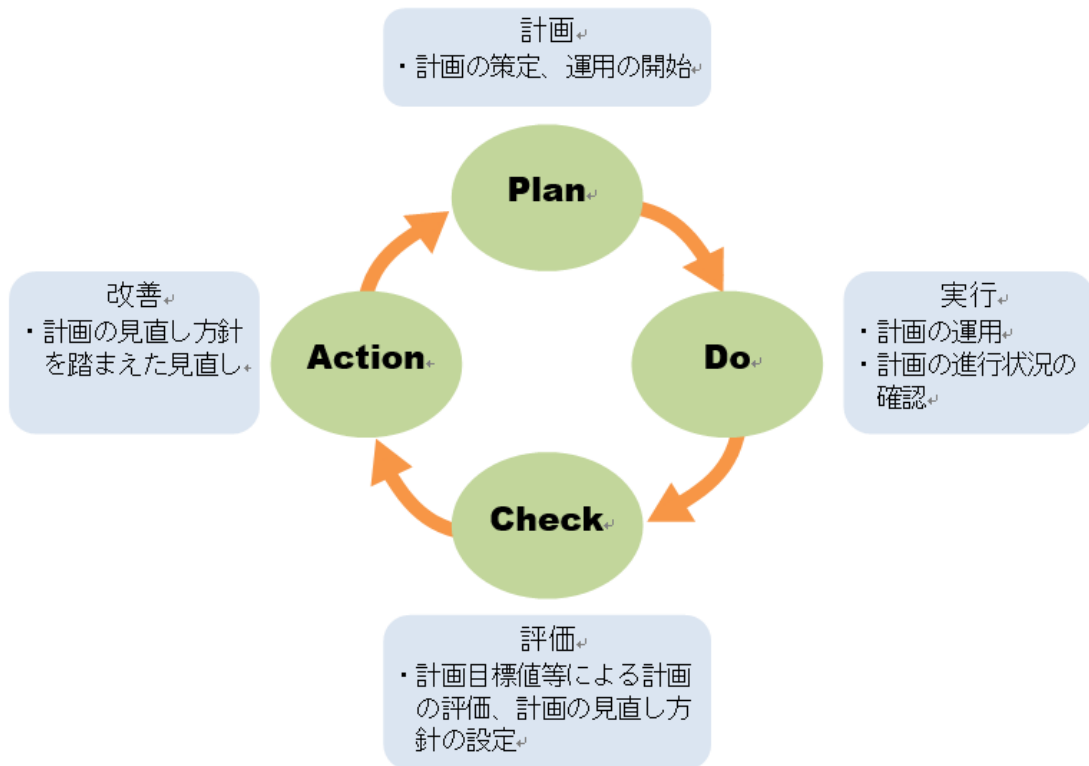 計画
・計画の策定、運用の開始
Plan
改善
・計画の見直し方針
を踏まえた見直し
Action
Do
実行
・計画の運用
・計画の進行状況の
確認
Check
評価
・計画目標値等による計画
の評価、計画の見直し方
針の設定